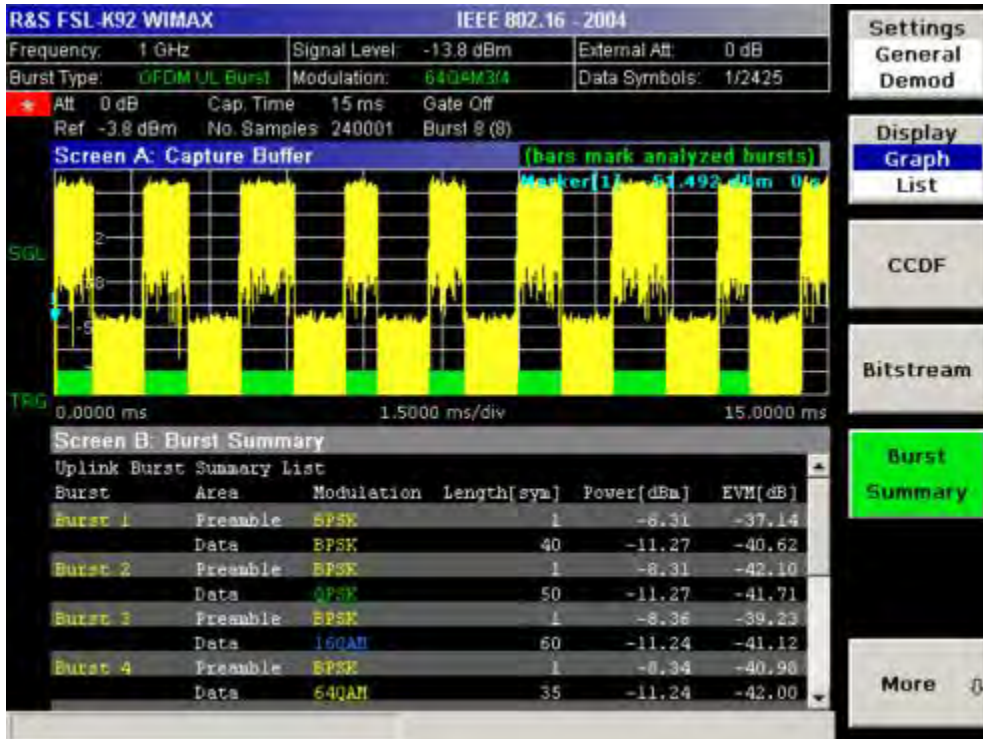 R&S FSL-K92 WIMAX IEEE 802.16 - 2004
Frequency: 1 GHz Signal Level: -13.8 dBm External Att: 0 dB
Burst Type: OFDM UL Burst Modulation: 64QAM3/4 Data Symbols: 1/2425
* Att 0 dB Cap. Time 15 ms Gate Off
Ref -3.8 dBm No. Samples 240001 Burst 8 (8)
Screen A: Capture Buffer (bars mark analyzed bursts)
Marker[1] -51.492 dBm 0 s
SGL
TRG
0.0000 ms 1.5000 ms/div 15.0000 ms
Screen B: Burst Summary
Uplink Burst Summary List
Burst Area Modulation Length[sym] Power[dBm] EVM[dB]
Burst 1 Preamble BPSK 1 -8.31 -37.14
Data BPSK 40 -11.27 -40.62
Burst 2 Preamble BPSK 1 -8.31 -42.10
Data QPSK 50 -11.27 -41.71
Burst 3 Preamble BPSK 1 -8.36 -39.23
Data 16QAM 60 -11.24 -41.12
Burst 4 Preamble BPSK 1 -8.34 -40.98
Data 64QAM 35 -11.24 -42.00
Settings
General
Demod
Display
Graph
List
CCDF
Bitstream
Burst
Summary
More